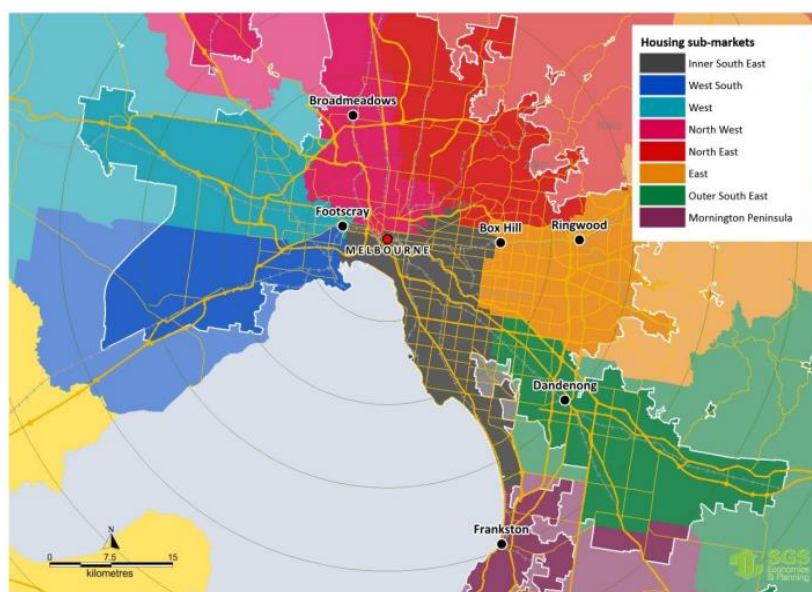 Housing sub-markets
Inner South East
West South
West
North West
North East
East
Outer South East
Mornington Peninsula
Broadmeadows
Footscray
MELBOURNE
Box Hill
Ringwood
Dandenong
Frankston
N
0 7.5 15
kilometres
SGS
Economics
& Planning